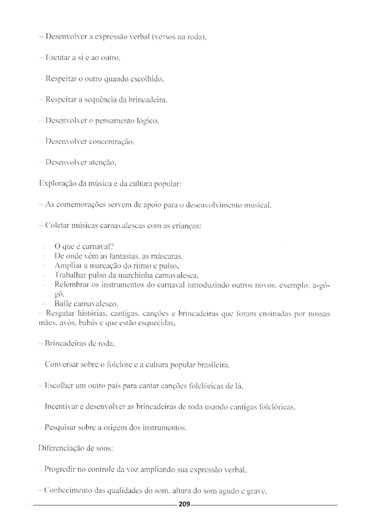 – Desenvolver a expressão verbal (versos na roda),
– Escutar a si e ao outro,
– Respeitar o outro quando escolhido,
– Respeitar a sequência da brincadeira,
– Desenvolver o pensamento lógico,
– Desenvolver concentração,
– Desenvolver atenção,
Exploração da música e da cultura popular:
– As comemorações servem de apoio para o desenvolvimento musical,
– Coletar músicas carnavalescas com as crianças:
○ O que é carnaval?
○ De onde vêm as fantasias, as máscaras,
○ Ampliar a marcação do ritmo e pulso,
○ Trabalhar pulso da marchinha carnavalesca,
○ Relembrar os instrumentos do carnaval introduzindo outros novos, exemplo: a-gô-
gô,
○ Baile carnavalesco,
– Resgatar histórias, cantigas, canções e brincadeiras que foram ensinadas por nossas
mães, avós, babás e que estão esquecidas,
– Brincadeiras de roda,
– Conversar sobre o folclore e a cultura popular brasileira,
– Escolher um outro país para cantar canções folclóricas de lá,
– Incentivar e desenvolver as brincadeiras de roda usando cantigas folclóricas,
– Pesquisar sobre a origem dos instrumentos.
Diferenciação de sons:
– Progredir no controle da voz ampliando sua expressão verbal,
– Conhecimento das qualidades do som, altura do som agudo e grave,
209